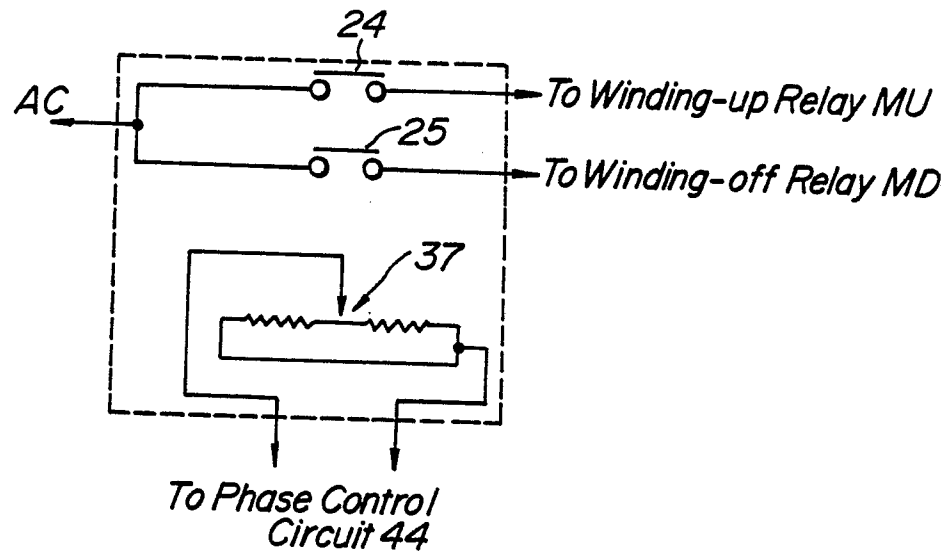 24
AC
To Winding-up Relay MU
25
To Winding-off Relay MD
37
To Phase Control
Circuit 44